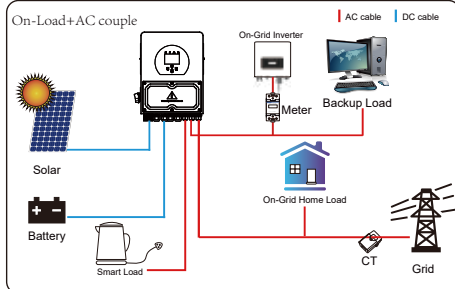 On-Load+AC couple
AC cable
DC cable
On-Grid Inverter
Meter
Backup Load
Solar
On-Grid Home Load
Battery
Smart Load
CT
Grid